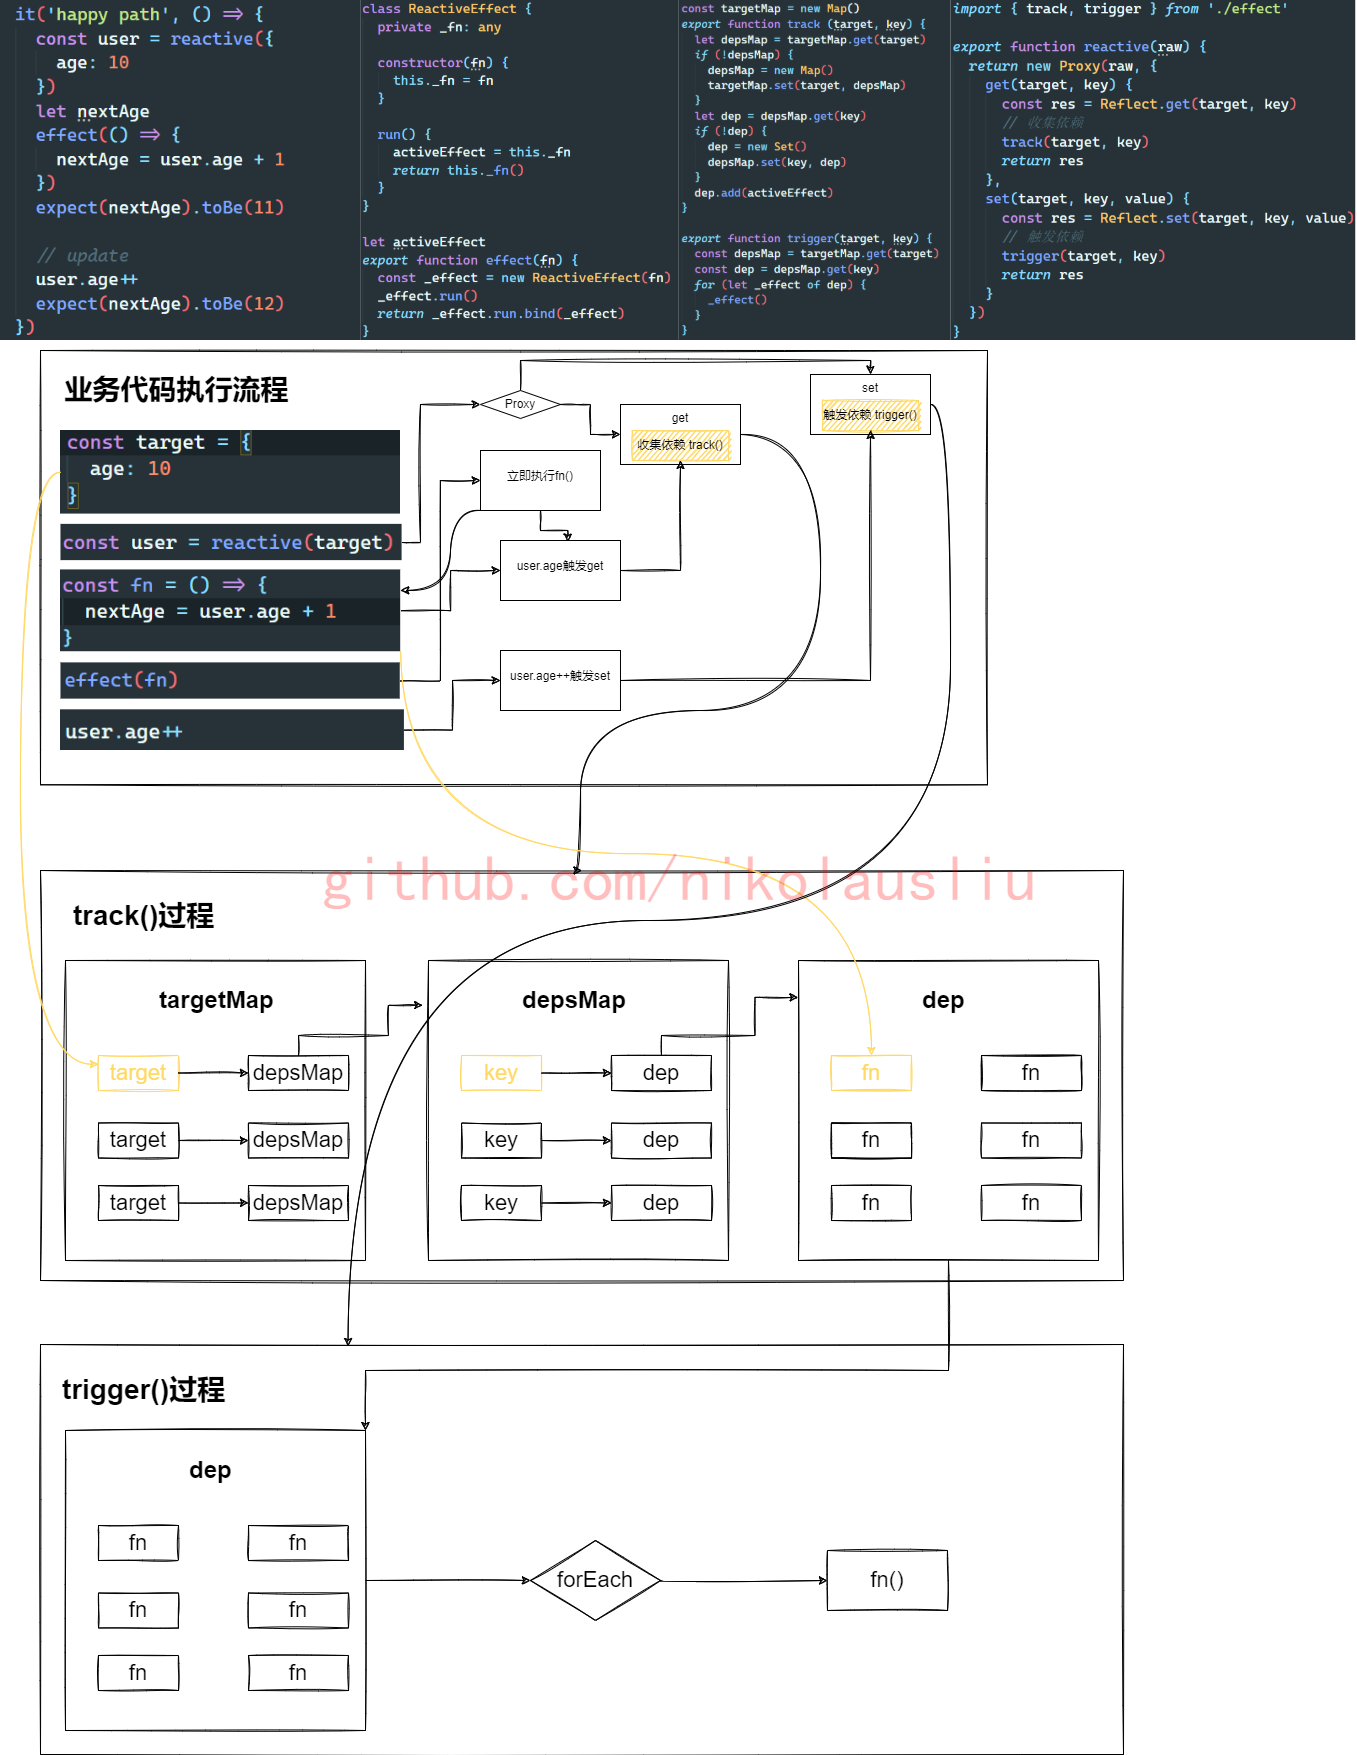 it('happy path', () => {
  const user = reactive({
    age: 10
  })
  let nextAge
  effect(() => {
    nextAge = user.age + 1
  })
  expect(nextAge).toBe(11)

  // update
  user.age++
  expect(nextAge).toBe(12)
})
class ReactiveEffect {
  private _fn: any

  constructor(fn) {
    this._fn = fn
  }

  run() {
    activeEffect = this._fn
    return this._fn()
  }
}

let activeEffect
export function effect(fn) {
  const _effect = new ReactiveEffect(fn)
  _effect.run()
  return _effect.run.bind(_effect)
}
const targetMap = new Map()
export function track (target, key) {
  let depsMap = targetMap.get(target)
  if (!depsMap) {
    depsMap = new Map()
    targetMap.set(target, depsMap)
  }
  let dep = depsMap.get(key)
  if (!dep) {
    dep = new Set()
    depsMap.set(key, dep)
  }
  dep.add(activeEffect)
}

export function trigger(target, key) {
  const depsMap = targetMap.get(target)
  const dep = depsMap.get(key)
  for (let _effect of dep) {
    _effect()
  }
}
import { track, trigger } from './effect'

export function reactive(raw) {
  return new Proxy(raw, {
    get(target, key) {
      const res = Reflect.get(target, key)
      // 收集依赖
      track(target, key)
      return res
    },
    set(target, key, value) {
      const res = Reflect.set(target, key, value)
      // 触发依赖
      trigger(target, key)
      return res
    }
  })
}
业务代码执行流程
const target = {
  age: 10
}
const user = reactive(target)
const fn = () => {
  nextAge = user.age + 1
}
effect(fn)
user.age++
Proxy
get
收集依赖 track()
set
触发依赖 trigger()
立即执行fn()
user.age触发get
user.age++触发set
github.com/nikolausliu
track()过程
targetMap
target
depsMap
target
depsMap
target
depsMap
depsMap
key
dep
key
dep
key
dep
dep
fn
fn
fn
fn
fn
fn
trigger()过程
dep
fn
fn
fn
fn
fn
fn
forEach
fn()